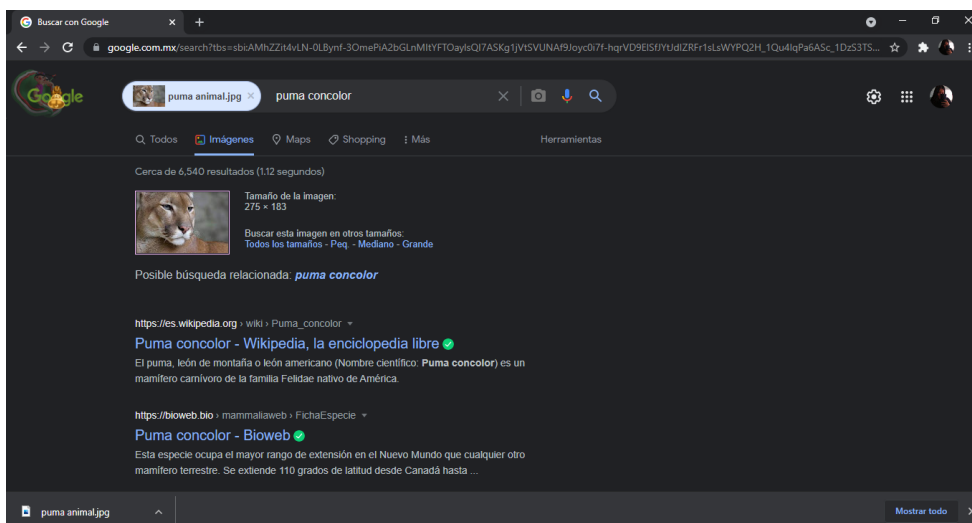 Buscar con Google
google.com.mx/search?tbs=sbi:AMhZZit4vLN-0LBynf-3OmePiA2bGLnMltYFTOayIsQI7ASKg1jVtSVUNAf9Joyc0i7f-hqrVD9ElSfJYtJdIZRFr1sLsWYPQ2H_1Qu4IqPa6ASc_1DzS3TS...
Google
puma animal.jpg
puma concolor
Todos
Imágenes
Maps
Shopping
Más
Herramientas
Cerca de 6,540 resultados (1.12 segundos)
Tamaño de la imagen:
275 × 183
Buscar esta imagen en otros tamaños:
Todos los tamaños - Peq. - Mediano - Grande
Posible búsqueda relacionada: puma concolor
https://es.wikipedia.org › wiki › Puma_concolor
Puma concolor - Wikipedia, la enciclopedia libre
El puma, león de montaña o león americano (Nombre científico: Puma concolor) es un
mamífero carnívoro de la familia Felidae nativo de América.
https://bioweb.bio › mammaliaweb › FichaEspecie
Puma concolor - Bioweb
Esta especie ocupa el mayor rango de extensión en el Nuevo Mundo que cualquier otro
mamífero terrestre. Se extiende 110 grados de latitud desde Canadá hasta ...
puma animal.jpg
Mostrar todo